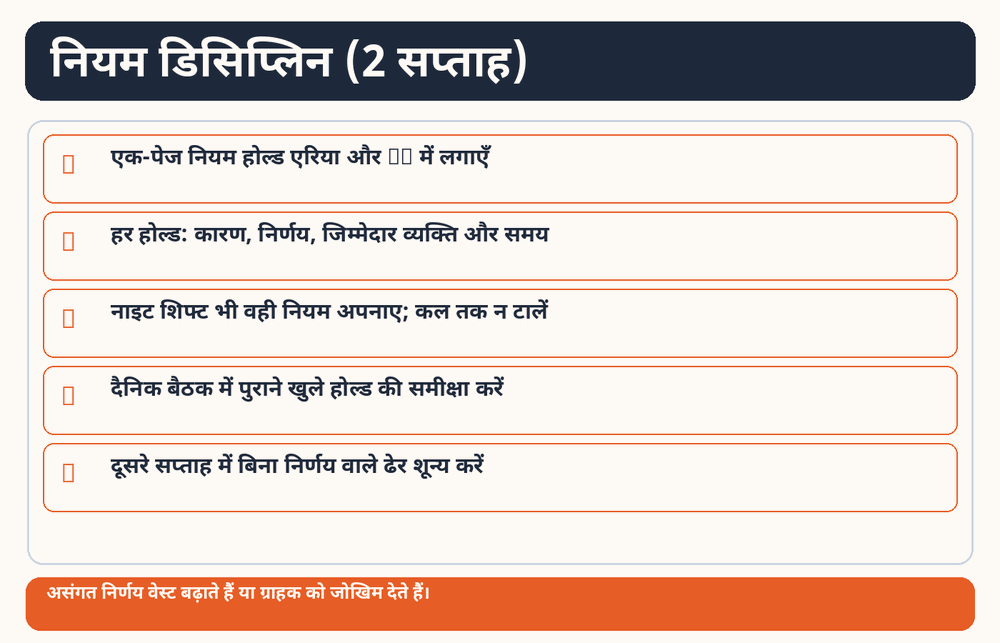 नियम डिसिप्लिन (2 सप्ताह)
एक-पेज नियम होल्ड एरिया और में लगाएँ
हर होल्ड: कारण, निर्णय, जिम्मेदार व्यक्ति और समय
नाइट शिफ्ट भी वही नियम अपनाए; कल तक न टालें
दैनिक बैठक में पुराने खुले होल्ड की समीक्षा करें
दूसरे सप्ताह में बिना निर्णय वाले ढेर शून्य करें
असंगत निर्णय वेस्ट बढ़ाते हैं या ग्राहक को जोखिम देते हैं।